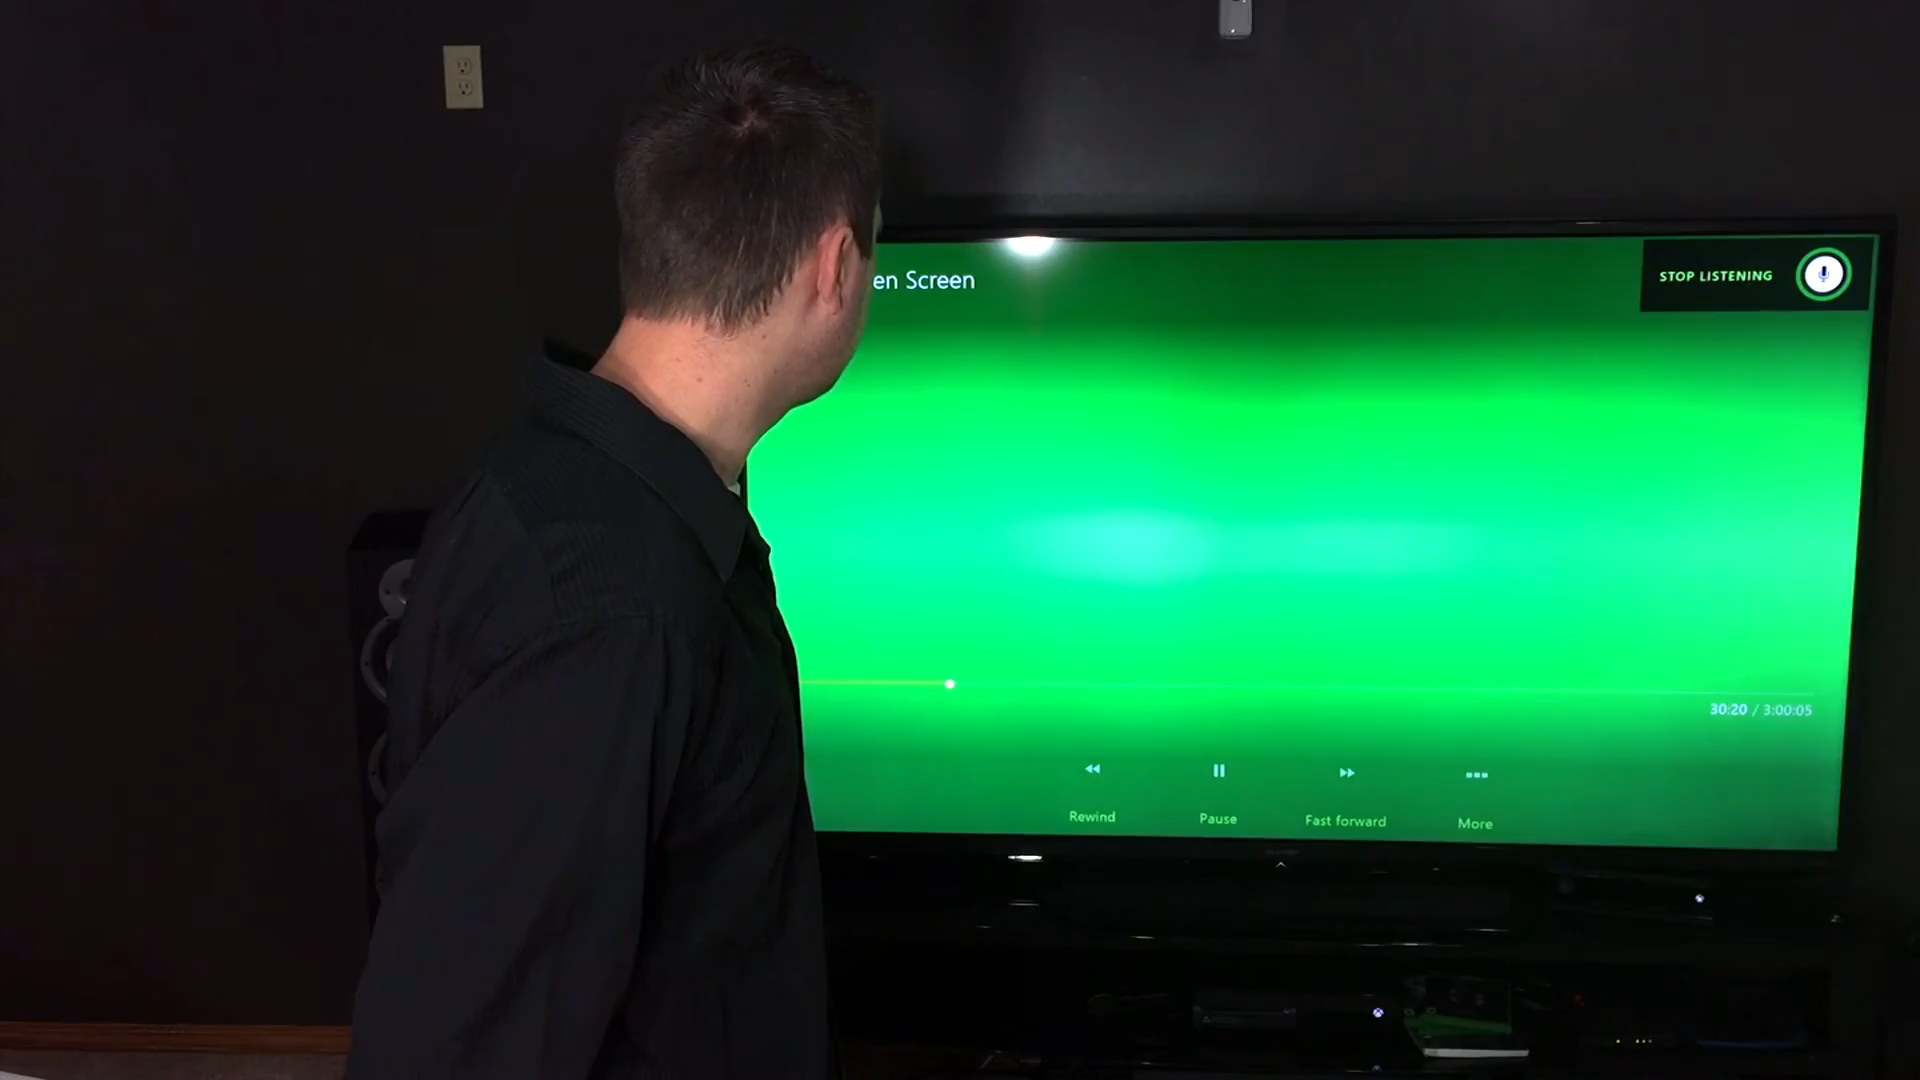 en Screen
STOP LISTENING
30:20 / 3:00:05
Rewind
Pause
Fast forward
More